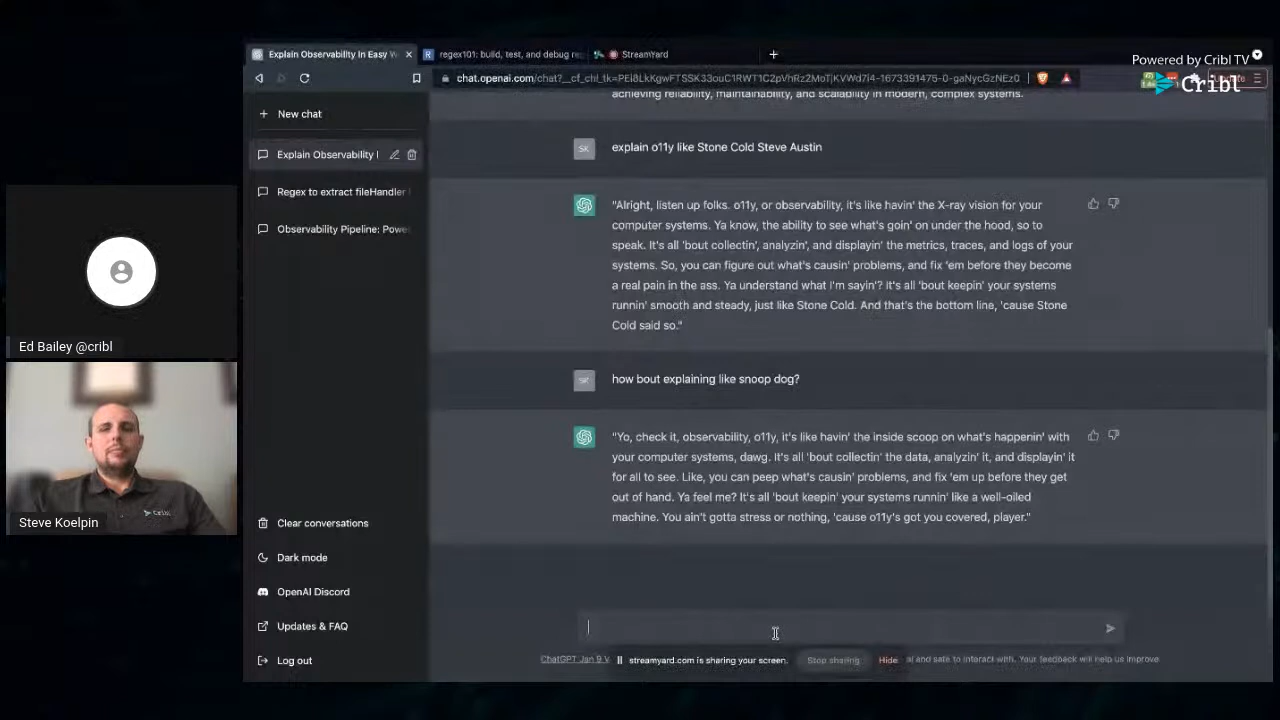 Explain Observability In Easy W
regex101: build, test, and debug re
StreamYard
Powered by Cribl TV
Cribl
chat.openai.com/chat?
New chat
Explain Observability I
Regex to extract fileHandler
Observability Pipeline: Powe
achieving reliability, maintainability, and scalability in modern, complex systems.
SK
explain o11y like Stone Cold Steve Austin
"Alright, listen up folks. o11y, or observability, it's like havin' the X-ray vision for your
computer systems. Ya know, the ability to see what's goin' on under the hood, so to
speak. It's all 'bout collectin', analyzin', and displayin' the metrics, traces, and logs of your
systems. So, you can figure out what's causin' problems, and fix 'em before they become
a real pain in the ass. Ya understand what I'm sayin'? It's all 'bout keepin' your systems
runnin' smooth and steady, just like Stone Cold. And that's the bottom line, 'cause Stone
Cold said so."
SK
how bout explaining like snoop dog?
"Yo, check it, observability, o11y, it's like havin' the inside scoop on what's happenin' with
your computer systems, dawg. It's all 'bout collectin' the data, analyzin' it, and displayin' it
for all to see. Like, you can peep what's causin' problems, and fix 'em up before they get
out of hand. Ya feel me? It's all 'bout keepin' your systems runnin' like a well-oiled
machine. You ain't gotta stress or nothing, 'cause o11y's got you covered, player."
Ed Bailey @cribl
Steve Koelpin
Clear conversations
Dark mode
OpenAI Discord
Updates & FAQ
Log out
ChatGPT Jan 9 V
streamyard.com is sharing your screen.
Stop sharing
Hide
al and safe to interact with. Your feedback will help us improve